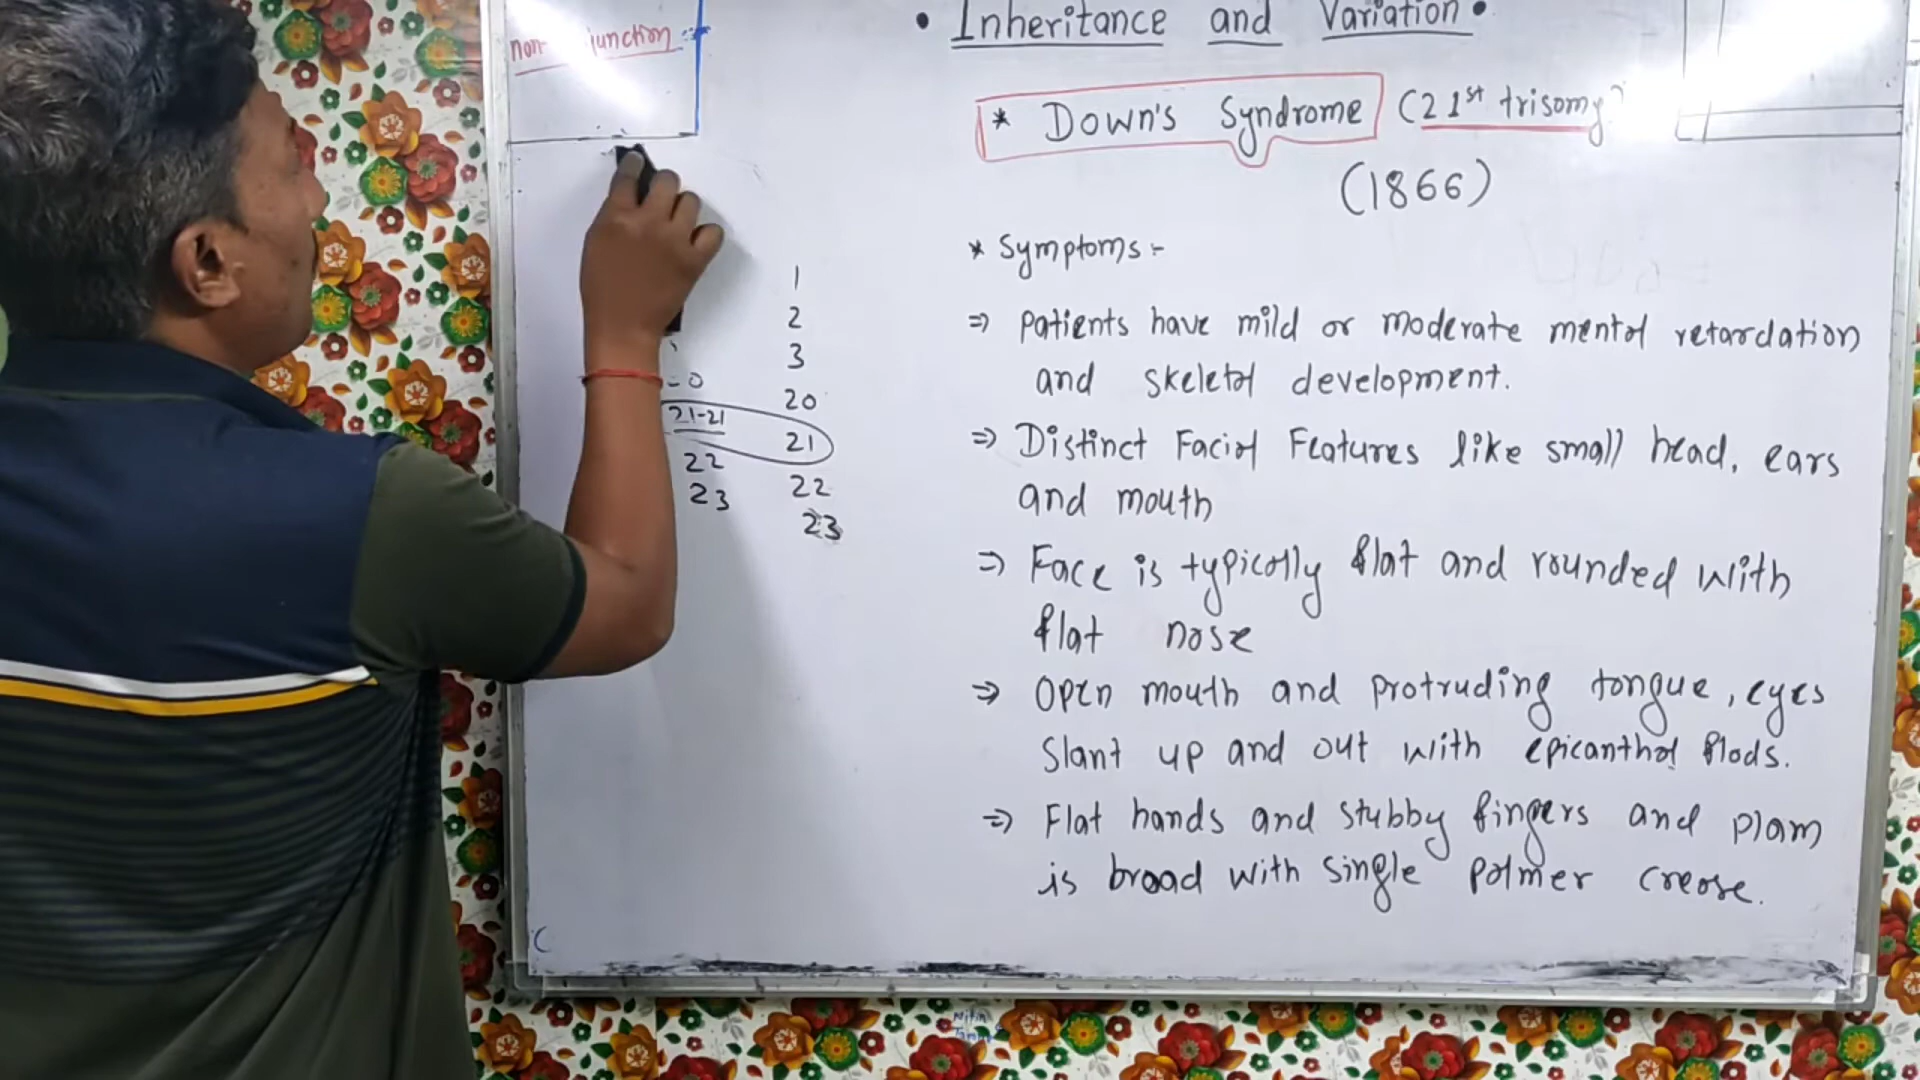 non- junction
• Inheritance and Variation •
* Down's Syndrome (21st trisomy)
(1866)
* Symptoms :-
⇒ patients have mild or moderate mental retardation
and skeletal development.
⇒ Distinct Facial Features like small head, ears
and mouth
⇒ Face is typically flat and rounded with
flat nose
⇒ Open mouth and protruding tongue, eyes
Slant up and out with epicanthal flods.
⇒ Flat hands and stubby fingers and plam
is broad with single palmer crease.
1
2
3
20
21-21 21
22 22
23 23
C
Nitin